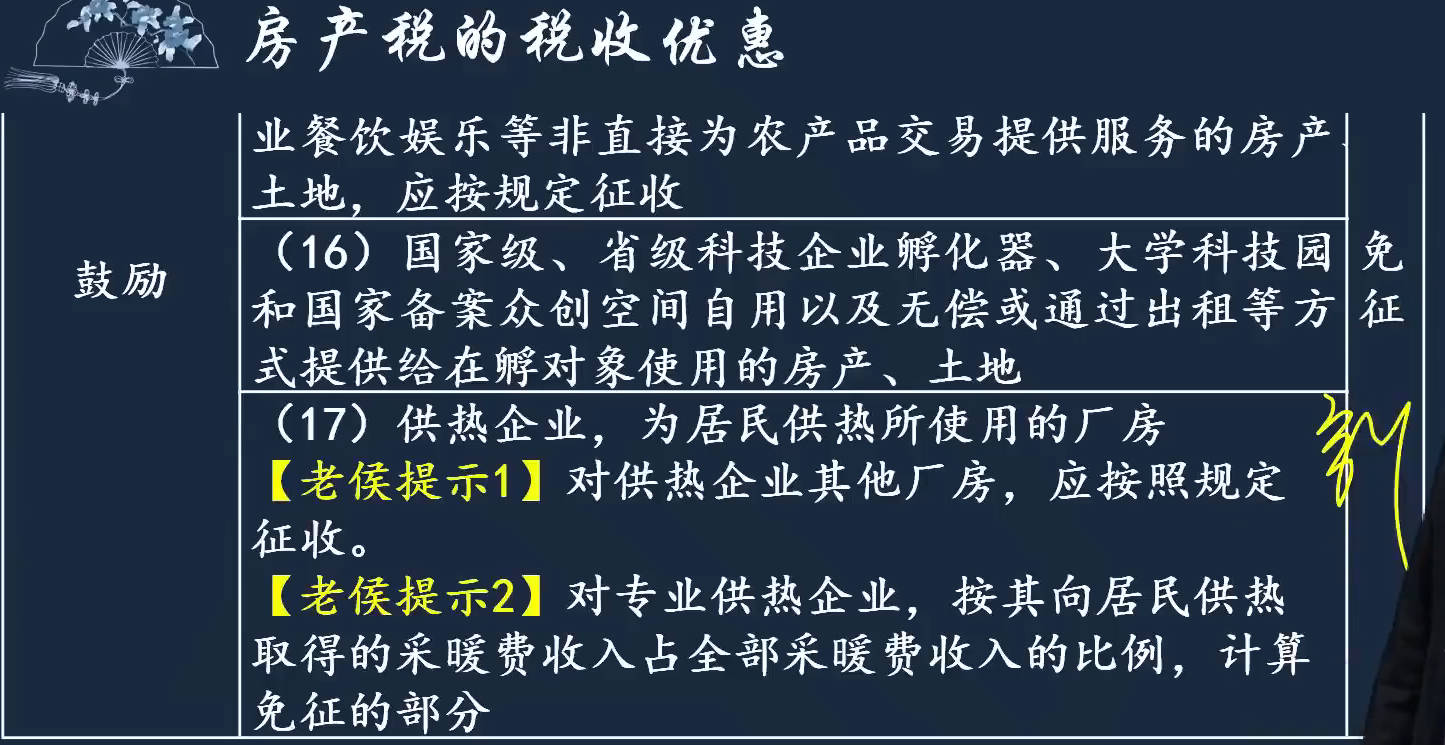 房产税的税收优惠
业餐饮娱乐等非直接为农产品交易提供服务的房产、
土地，应按规定征收
鼓励
（16）国家级、省级科技企业孵化器、大学科技园
和国家备案众创空间自用以及无偿或通过出租等方
式提供给在孵对象使用的房产、土地
免
征
（17）供热企业，为居民供热所使用的厂房
【老侯提示1】对供热企业其他厂房，应按照规定
征收。
【老侯提示2】对专业供热企业，按其向居民供热
取得的采暖费收入占全部采暖费收入的比例，计算
免征的部分